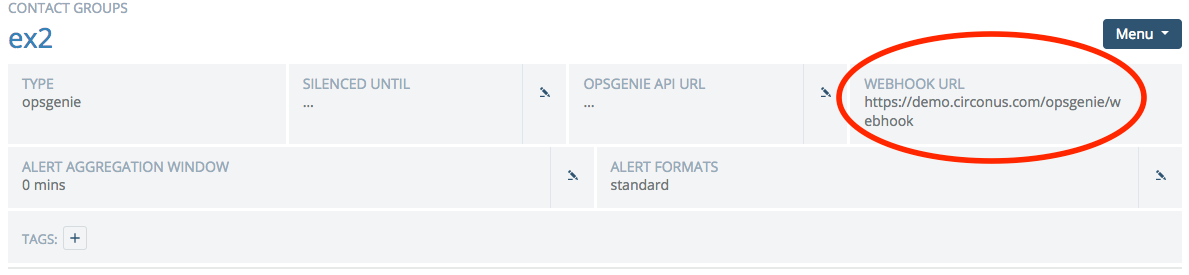 CONTACT GROUPS
ex2
Menu
TYPE
opsgenie
SILENCED UNTIL
...
OPSGENIE API URL
...
WEBHOOK URL
https://demo.circonus.com/opsgenie/w
ebhook
ALERT AGGREGATION WINDOW
0 mins
ALERT FORMATS
standard
TAGS: +